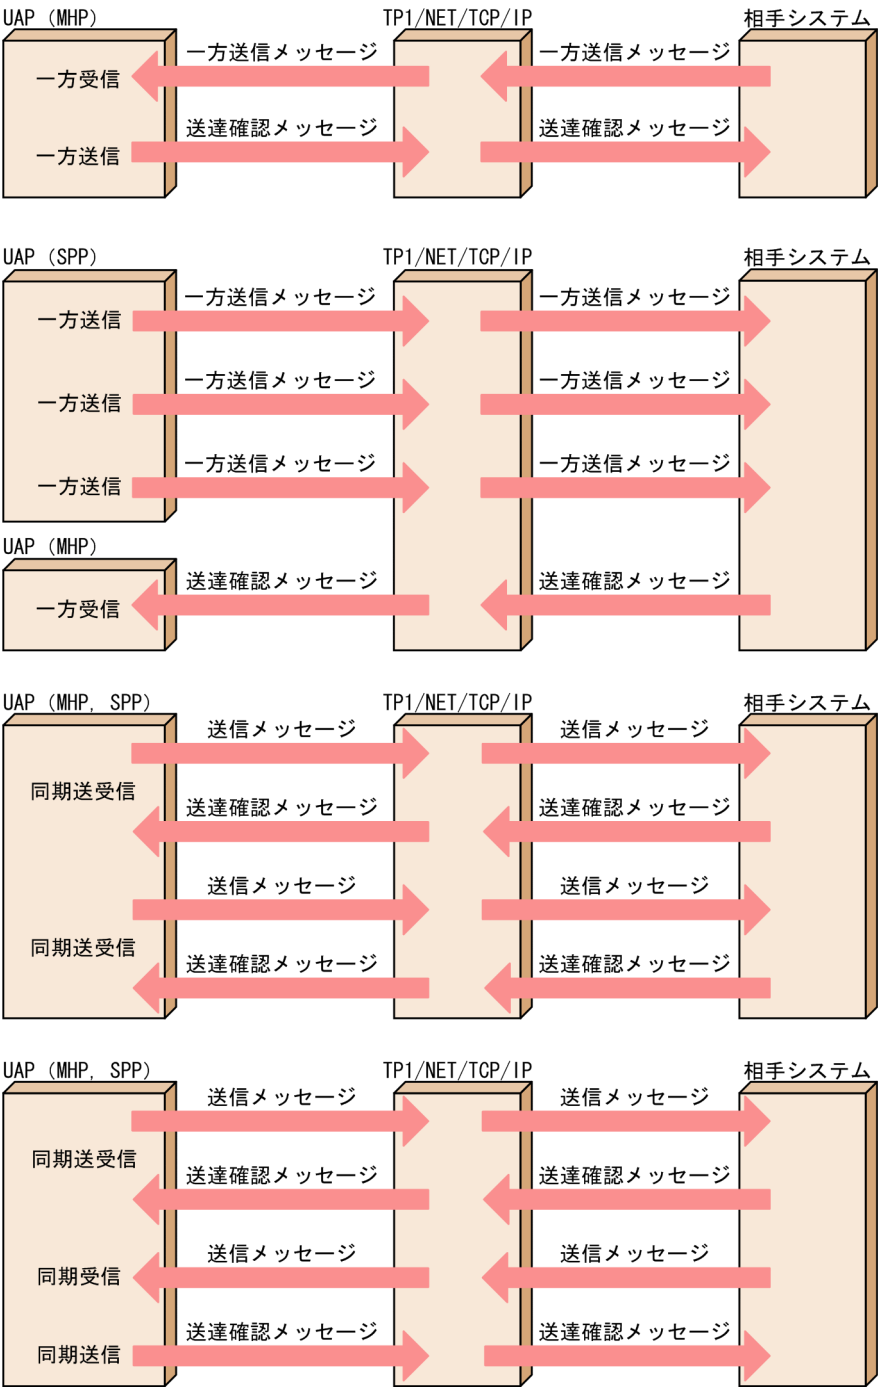 UAP (MHP) TP1/NET/TCP/IP 相手システム
一方送信メッセージ 一方送信メッセージ
一方受信
送達確認メッセージ 送達確認メッセージ
一方送信
UAP (SPP) TP1/NET/TCP/IP 相手システム
一方送信メッセージ 一方送信メッセージ
一方送信
一方送信メッセージ 一方送信メッセージ
一方送信
一方送信メッセージ 一方送信メッセージ
一方送信
UAP (MHP)
送達確認メッセージ 送達確認メッセージ
一方受信
UAP (MHP, SPP) TP1/NET/TCP/IP 相手システム
送信メッセージ 送信メッセージ
同期送受信
送達確認メッセージ 送達確認メッセージ
送信メッセージ 送信メッセージ
同期送受信
送達確認メッセージ 送達確認メッセージ
UAP (MHP, SPP) TP1/NET/TCP/IP 相手システム
送信メッセージ 送信メッセージ
同期送受信
送達確認メッセージ 送達確認メッセージ
送信メッセージ 送信メッセージ
同期受信
送達確認メッセージ 送達確認メッセージ
同期送信